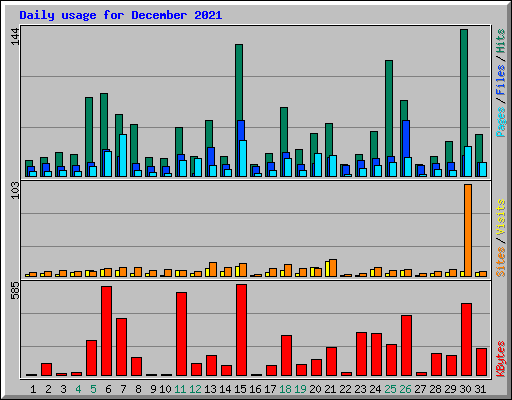 Daily usage for December 2021
144
Pages / Files / Hits
103
Sites / Visits
585
KBytes
1 2 3 4 5 6 7 8 9 10 11 12 13 14 15 16 17 18 19 20 21 22 23 24 25 26 27 28 29 30 31